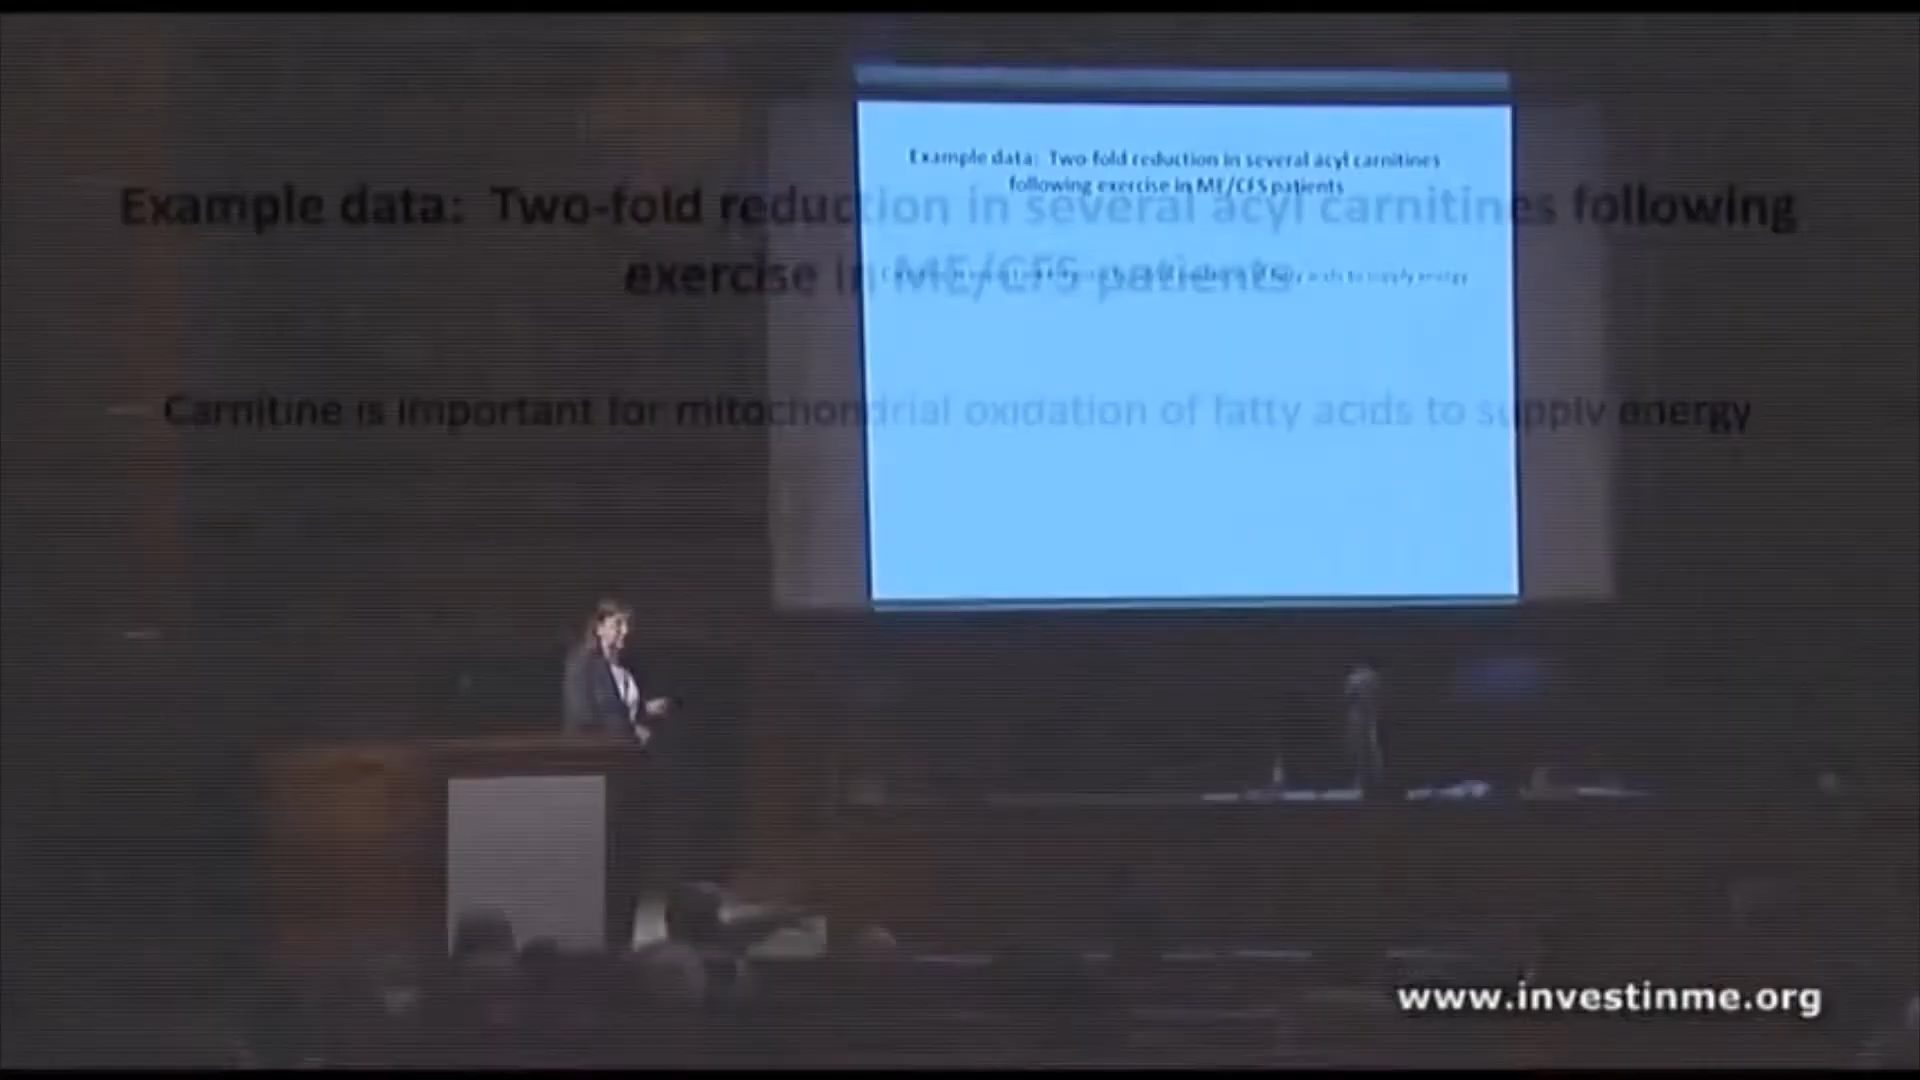 Example data: Two-fold reduction in several acyl carnitines
following exercise in ME/CFS patients
Example data: Two-fold reduction in several acyl carnitines following
exercise in ME/CFS patients
Carnitine is important for mitochondrial oxidation of fatty acids to supply energy
www.investinme.org